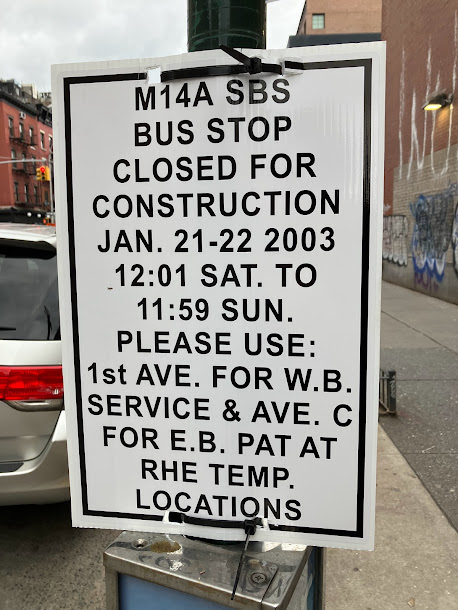 M14A SBS
BUS STOP
CLOSED FOR
CONSTRUCTION
JAN. 21-22 2003
12:01 SAT. TO
11:59 SUN.
PLEASE USE:
1st AVE. FOR W.B.
SERVICE & AVE. C
FOR E.B. PAT AT
RHE TEMP.
LOCATIONS